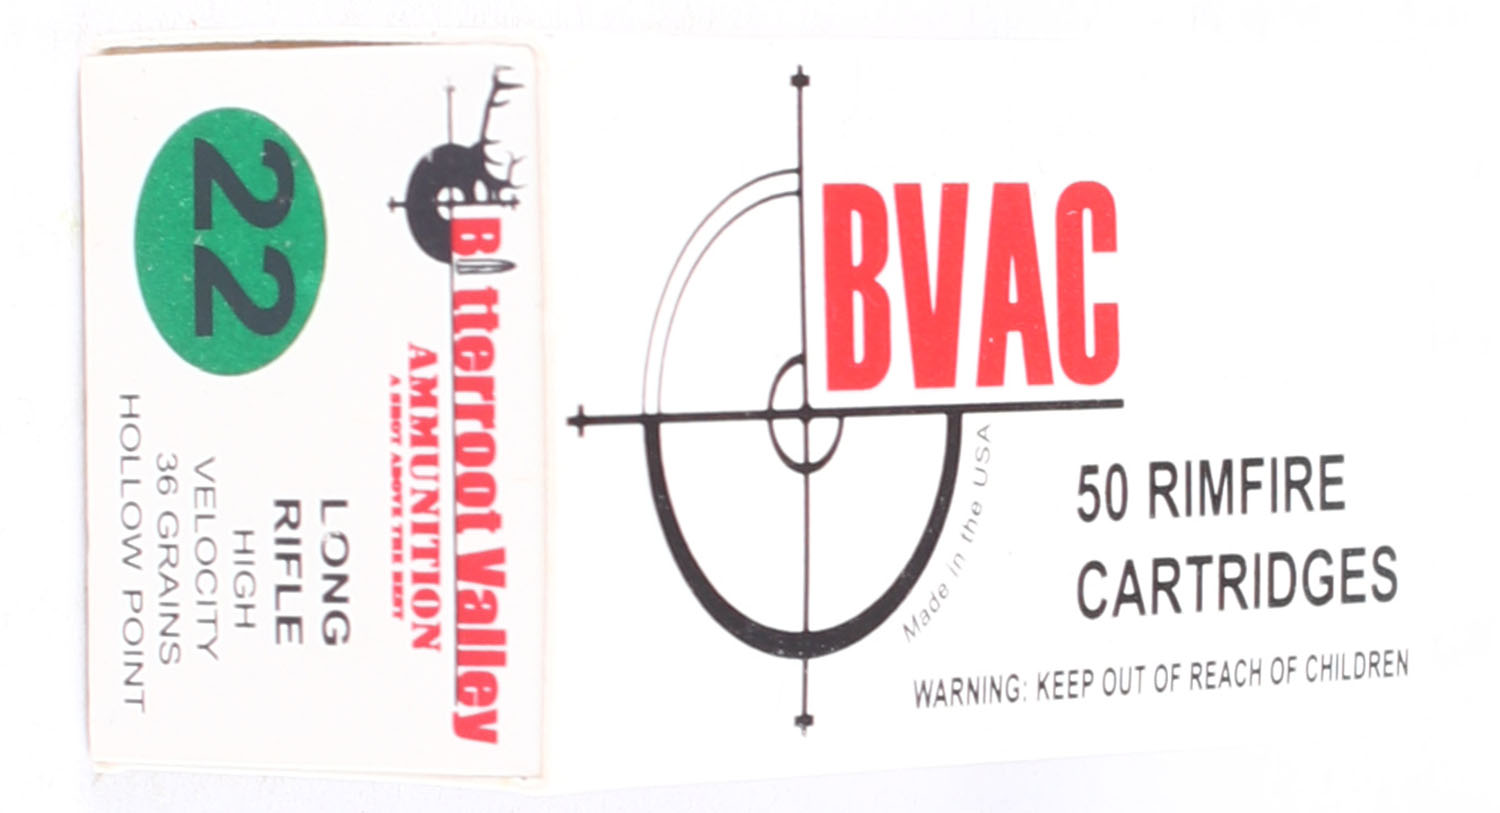 22
Bitterroot Valley
AMMUNITION
A SHOT ABOVE THE REST
LONG
RIFLE
HIGH
VELOCITY
36 GRAINS
HOLLOW POINT
BVAC
Made in the USA
50 RIMFIRE
CARTRIDGES
WARNING: KEEP OUT OF REACH OF CHILDREN